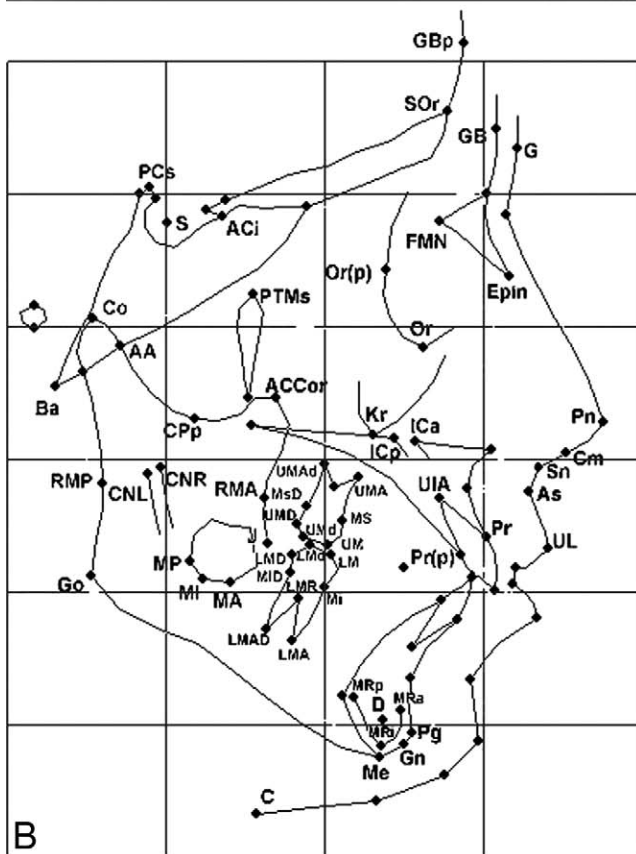 GBp
SOr
GB
G
PCs
S
ACi
FMN
Or(p)
Epin
PTMs
Co
Or
AA
ACCor
Ba
CPp
Kr
ICa
Pn
ICp
Cm
UMAd
Sn
RMP
CNL
CNR
RMA
MsD
UMA
UIA
As
UMD
MS
UMd
Pr
UL
J
UM
LMd
LMD
LM
MP
Pr(p)
Go
MID
MI
MA
LMR
Mi
LMAD
LMA
MRp
D
MRa
MRi
Pg
Gn
Me
C
B